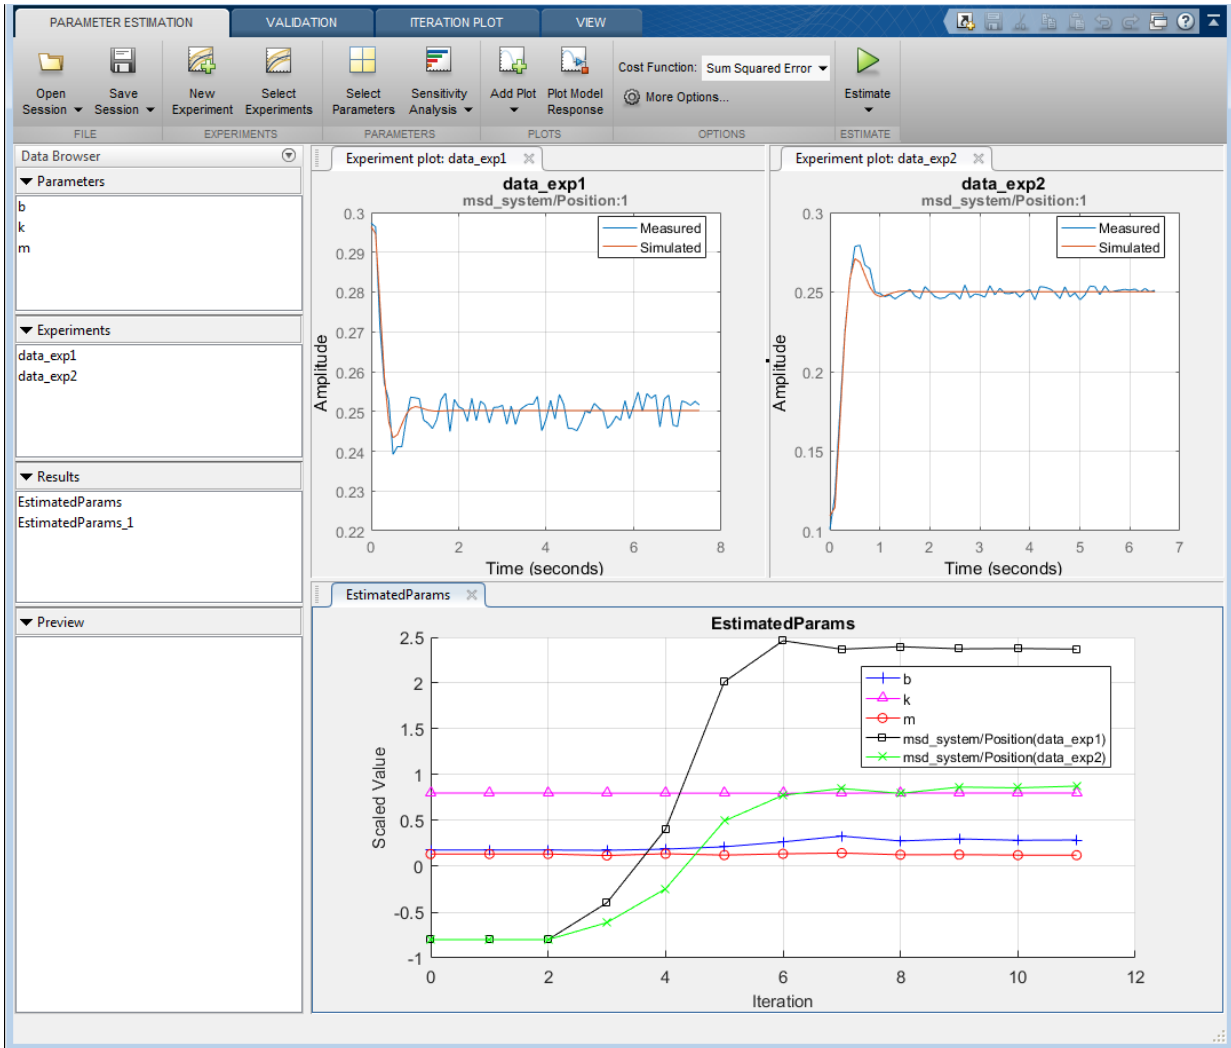 PARAMETER ESTIMATION VALIDATION ITERATION PLOT VIEW
Open Session Save Session New Experiment Select Experiments Select Parameters Sensitivity Analysis Add Plot Plot Model Response Cost Function: Sum Squared Error More Options... Estimate
FILE EXPERIMENTS PARAMETERS PLOTS OPTIONS ESTIMATE
Data Browser
Parameters
b
k
m
Experiments
data_exp1
data_exp2
Results
EstimatedParams
EstimatedParams_1
Preview
Experiment plot: data_exp1
data_exp1
msd_system/Position:1
Measured
Simulated
Amplitude
0.3
0.29
0.28
0.27
0.26
0.25
0.24
0.23
0.22
0 2 4 6 8
Time (seconds)
Experiment plot: data_exp2
data_exp2
msd_system/Position:1
Measured
Simulated
Amplitude
0.3
0.25
0.2
0.15
0.1
0 1 2 3 4 5 6 7
Time (seconds)
EstimatedParams
EstimatedParams
Scaled Value
2.5
2
1.5
1
0.5
0
-0.5
-1
b
k
m
msd_system/Position(data_exp1)
msd_system/Position(data_exp2)
0 2 4 6 8 10 12
Iteration